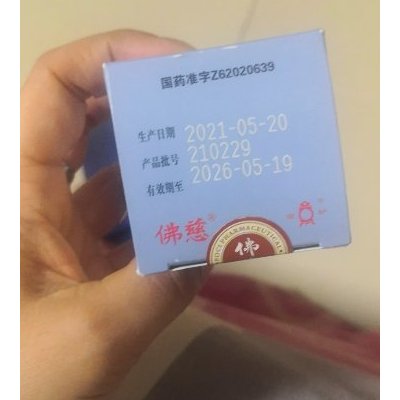 国药准字Z62020639
生产日期 2021-05-20
产品批号 210229
有效期至 2026-05-19
佛慈®
佛